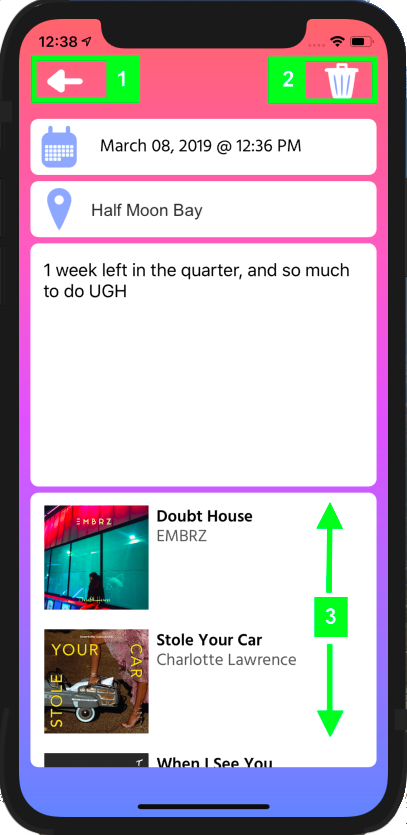 12:38
1
2
March 08, 2019 @ 12:36 PM
Half Moon Bay
1 week left in the quarter, and so much
to do UGH
EMBRZ
Doubt House
Doubt House
EMBRZ
3
YOUR
CAR
STOLE
Stole Your Car
Charlotte Lawrence
When I See You